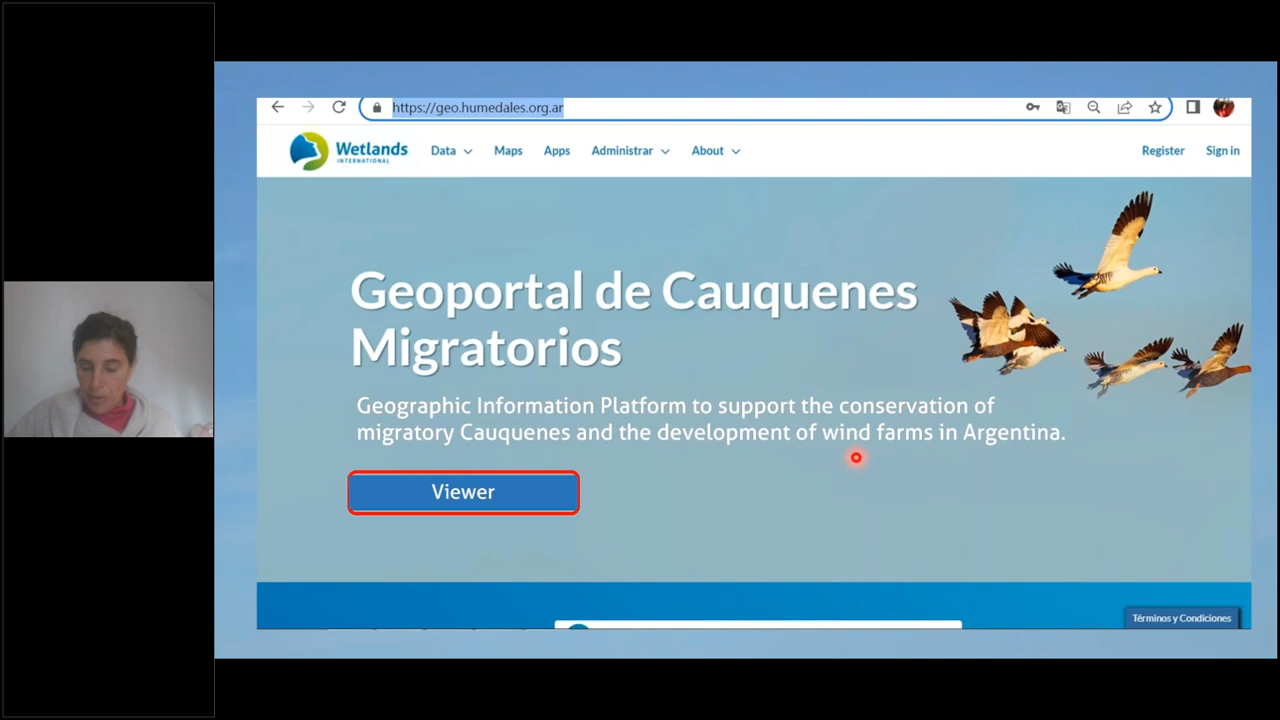 https://geo.humedales.org.ar
Wetlands
INTERNATIONAL
Data Maps Apps Administrar About Register Sign in
Geoportal de Cauquenes
Migratorios
Geographic Information Platform to support the conservation of
migratory Cauquenes and the development of wind farms in Argentina.
Viewer
Términos y Condiciones